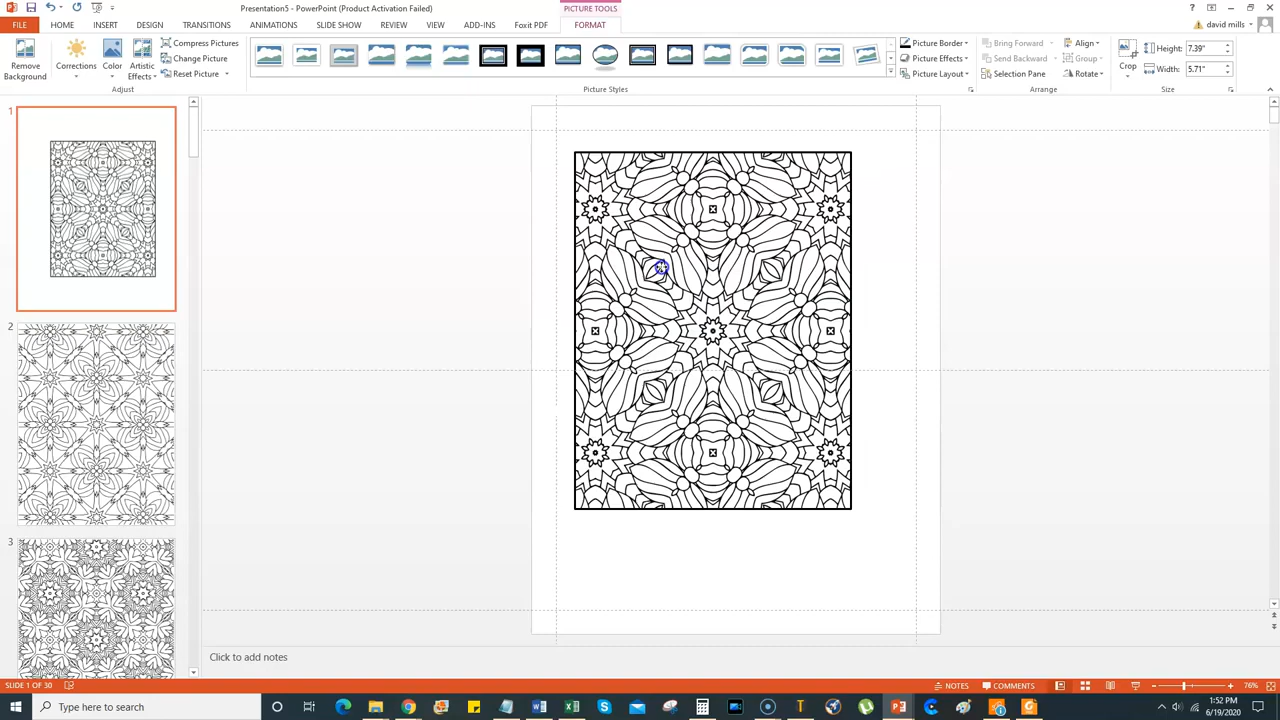 Presentation5 - PowerPoint (Product Activation Failed)
PICTURE TOOLS
FILE HOME INSERT DESIGN TRANSITIONS ANIMATIONS SLIDE SHOW REVIEW VIEW ADD-INS Foxit PDF FORMAT
david mills
Remove Background
Corrections
Color
Artistic Effects
Compress Pictures
Change Picture
Reset Picture
Adjust
Picture Styles
Picture Border
Picture Effects
Picture Layout
Bring Forward
Send Backward
Selection Pane
Align
Group
Rotate
Arrange
Crop
Height: 7.39"
Width: 5.71"
Size
1
2
3
Click to add notes
SLIDE 1 OF 30
NOTES
COMMENTS
76%
Type here to search
1:52 PM
6/19/2020